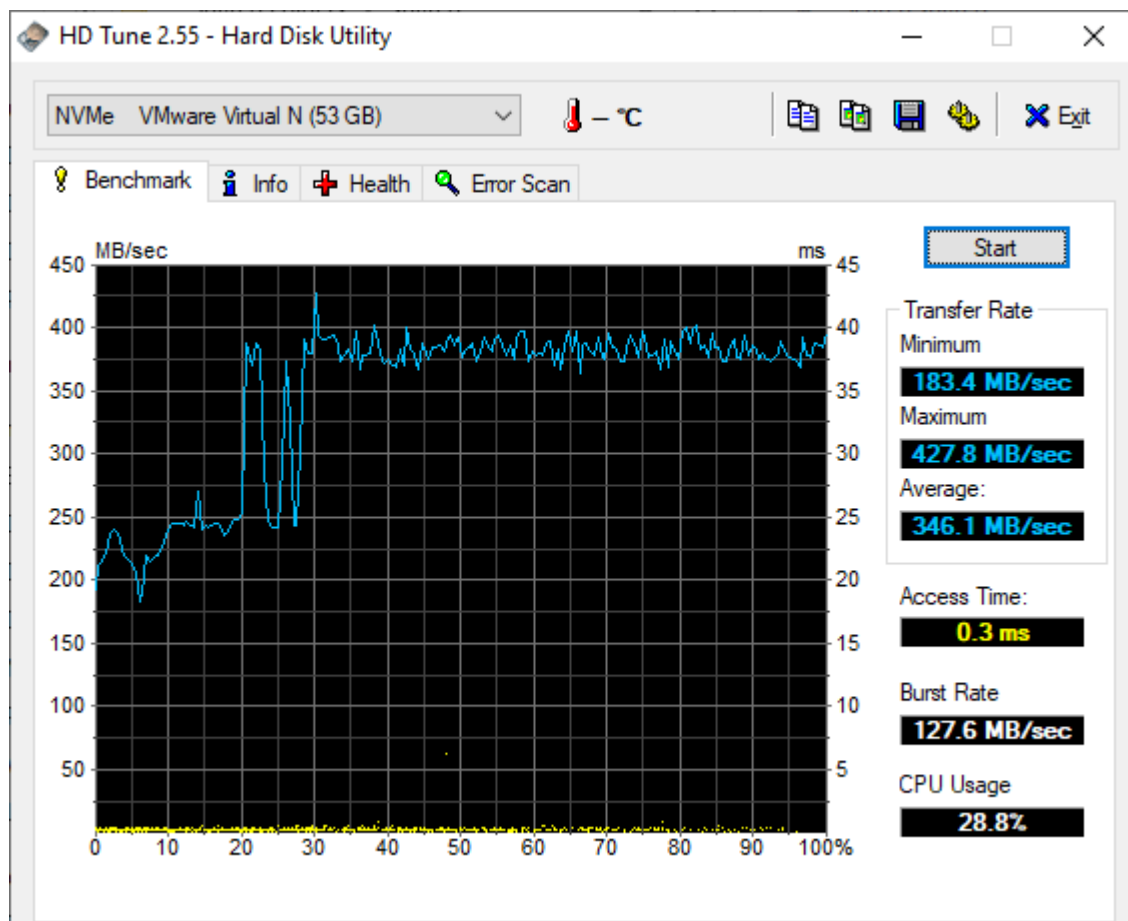 HD Tune 2.55 - Hard Disk Utility
NVMe VMware Virtual N (53 GB)
– °C
Exit
Benchmark
Info
Health
Error Scan
MB/sec
ms
450
400
350
300
250
200
150
100
50
45
40
35
30
25
20
15
10
5
0 10 20 30 40 50 60 70 80 90 100%
Start
Transfer Rate
Minimum
183.4 MB/sec
Maximum
427.8 MB/sec
Average:
346.1 MB/sec
Access Time:
0.3 ms
Burst Rate
127.6 MB/sec
CPU Usage
28.8%